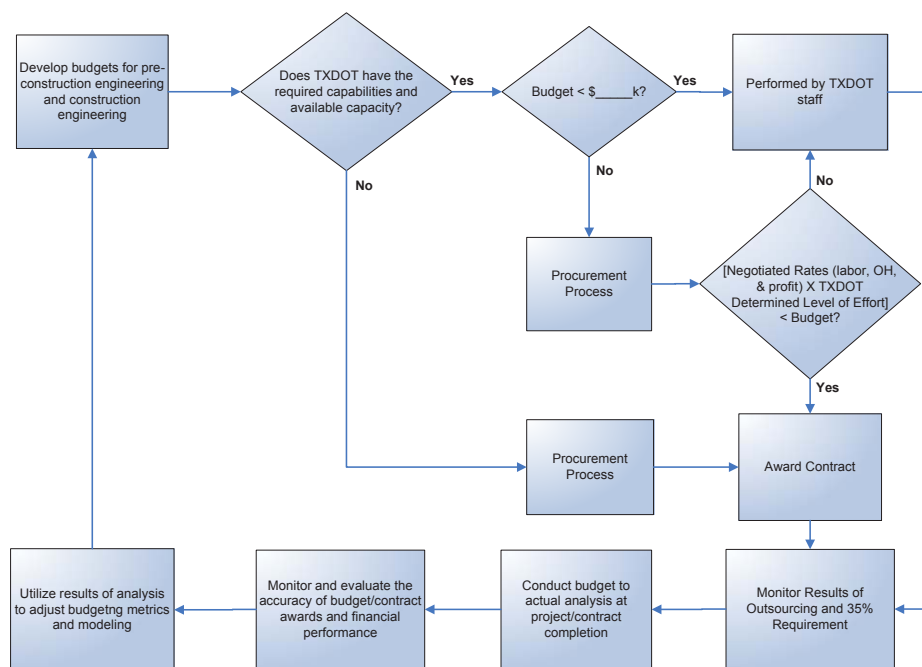 Develop budgets for pre-
construction engineering
and construction
engineering
Does TXDOT have the
required capabilities and
available capacity?
Yes
Budget < $_____k?
Yes
Performed by TXDOT
staff
No
No
Procurement
Process
[Negotiated Rates (labor, OH,
& profit) X TXDOT
Determined Level of Effort]
< Budget?
Yes
Procurement
Process
Award Contract
Utilize results of analysis
to adjust budgetng metrics
and modeling
Monitor and evaluate the
accuracy of budget/contract
awards and financial
performance
Conduct budget to
actual analysis at
project/contract
completion
Monitor Results of
Outsourcing and 35%
Requirement